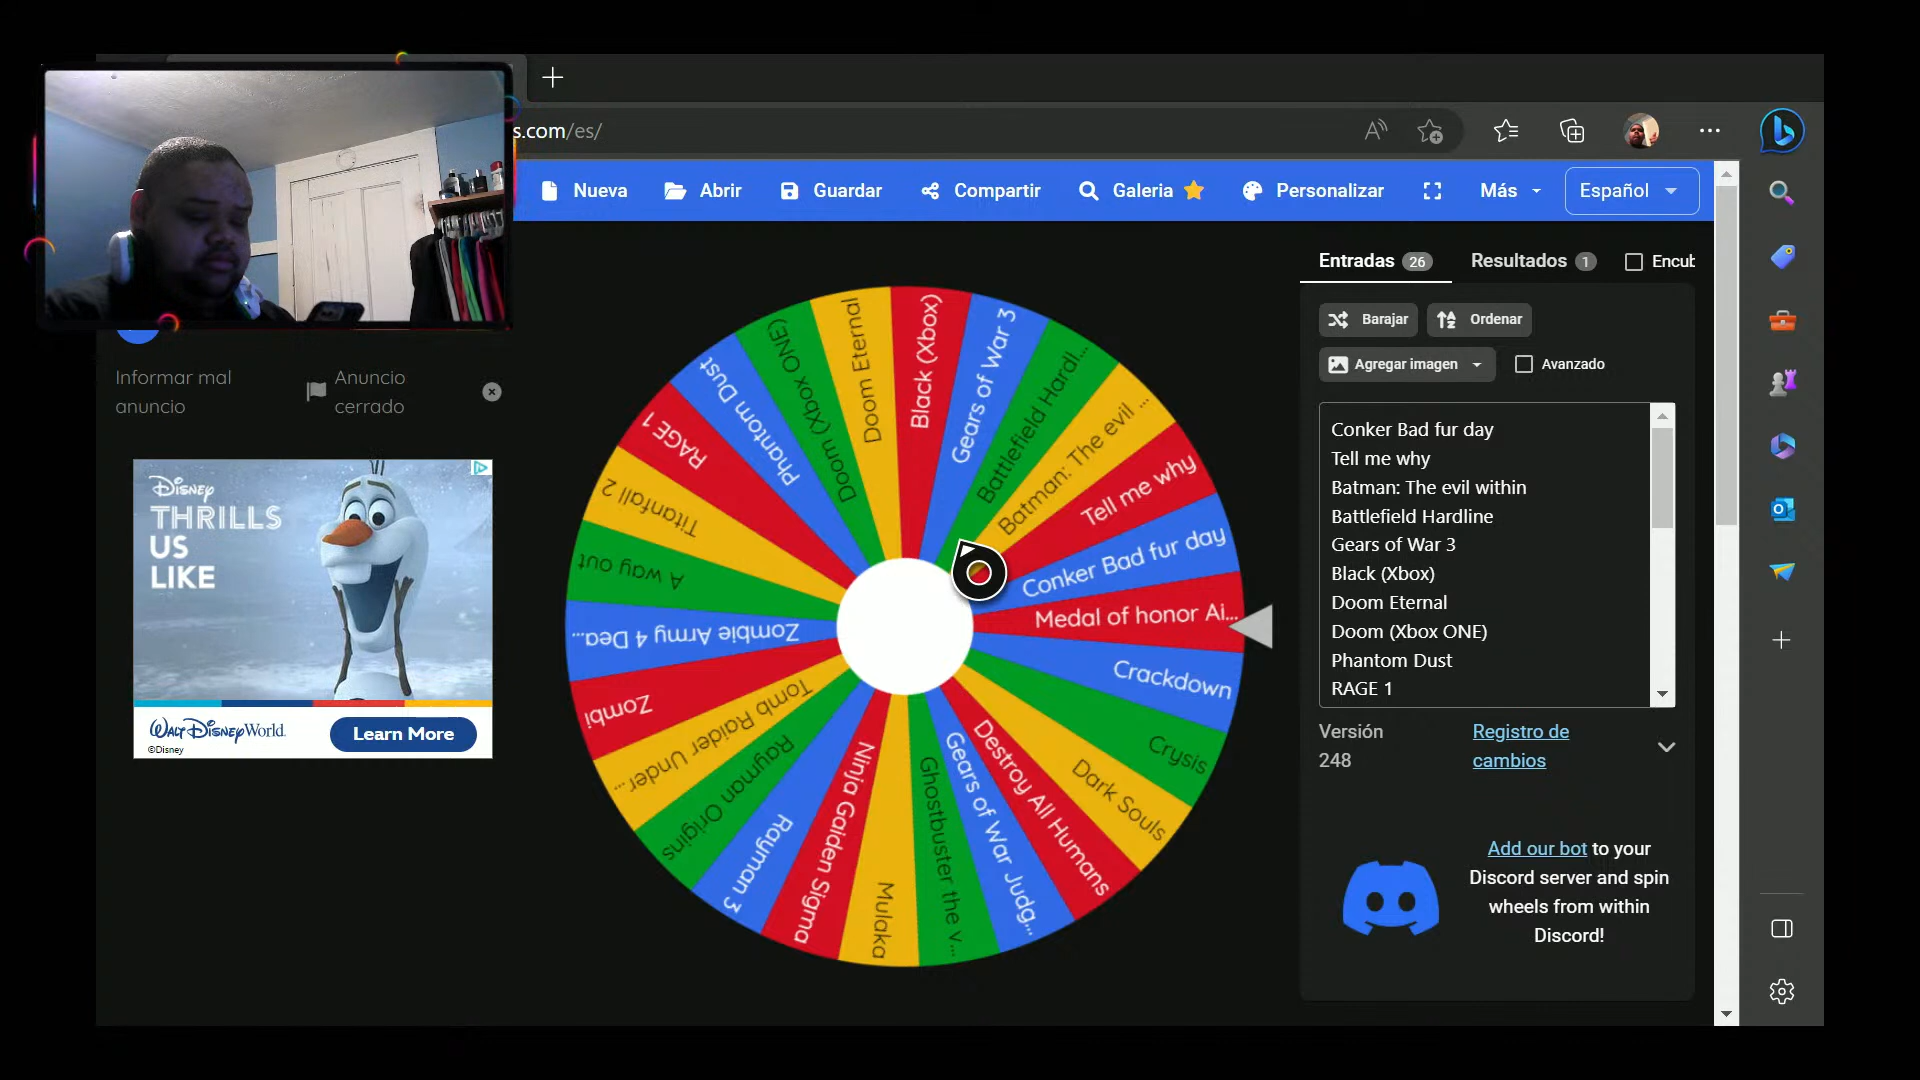 s.com/es/
Nueva
Abrir
Guardar
Compartir
Galeria
Personalizar
Más
Español
Informar mal
anuncio
Anuncio
cerrado
Disney
THRILLS
US
LIKE
Walt Disney World.
©Disney
Learn More
Black (Xbox)
Gears of War 3
Battlefield Hardl...
Batman: The evil ...
Tell me why
Conker Bad fur day
Medal of honor Ai...
Crackdown
Crysis
Dark Souls
Destroy All Humans
Gears of War Judg...
Ghostbuster the V...
Mulaka
Ninja Gaiden Sigma
Rayman 3
Rayman Origins
Tomb Raider Under...
Zombi
Zombie Army 4 Dea...
A way out
Titanfall 2
RAGE 1
Phantom Dust
Doom (Xbox ONE)
Doom Eternal
Entradas 26
Resultados 1
Encub
Barajar
Ordenar
Agregar imagen
Avanzado
Conker Bad fur day
Tell me why
Batman: The evil within
Battlefield Hardline
Gears of War 3
Black (Xbox)
Doom Eternal
Doom (Xbox ONE)
Phantom Dust
RAGE 1
Versión
248
Registro de
cambios
Add our bot to your
Discord server and spin
wheels from within
Discord!